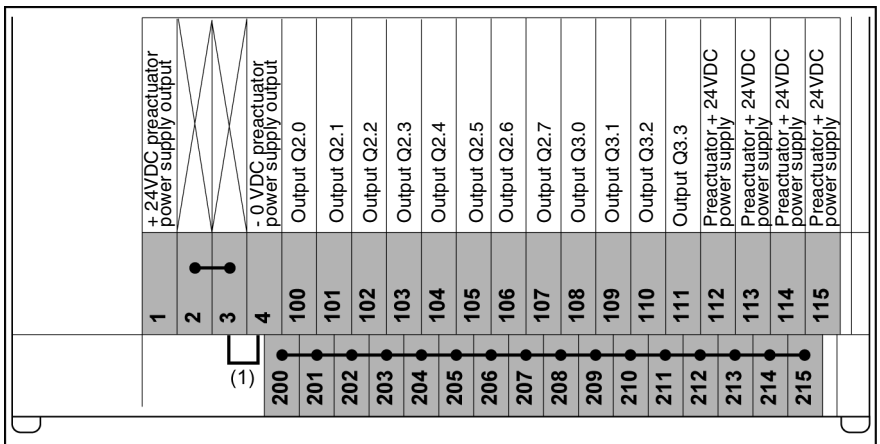 + 24VDC preactuator
power supply output
- 0 VDC preactuator
power supply output
Output Q2.0
Output Q2.1
Output Q2.2
Output Q2.3
Output Q2.4
Output Q2.5
Output Q2.6
Output Q2.7
Output Q3.0
Output Q3.1
Output Q3.2
Output Q3.3
Preactuator + 24VDC
power supply
Preactuator + 24VDC
power supply
Preactuator + 24VDC
power supply
Preactuator + 24VDC
power supply
1 2 3 4 100 101 102 103 104 105 106 107 108 109 110 111 112 113 114 115
(1)
200 201 202 203 204 205 206 207 208 209 210 211 212 213 214 215